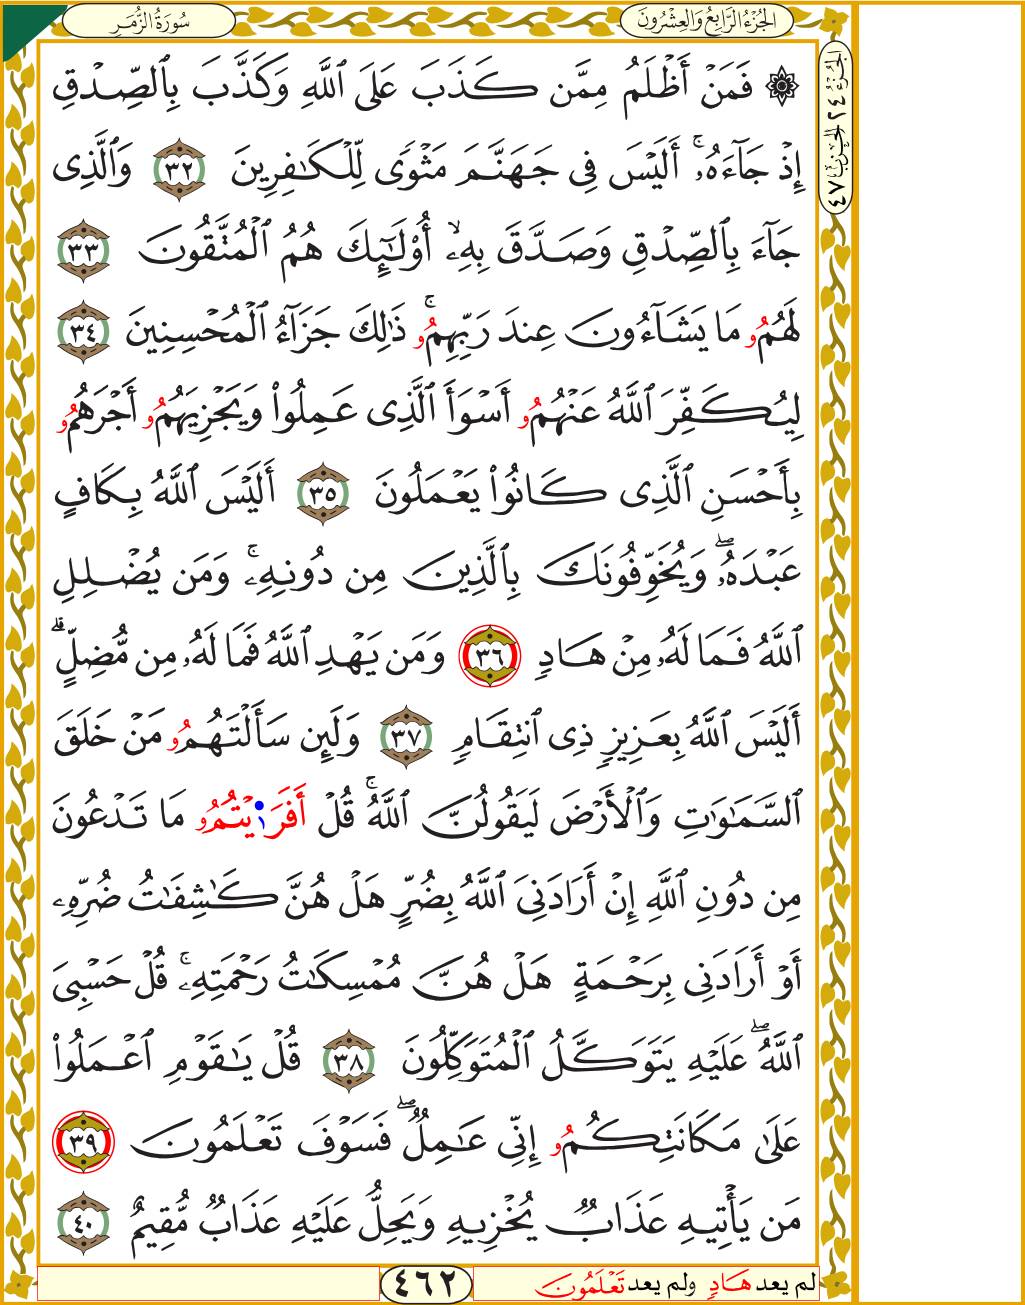 سُورَةُ الزُّمَرِ
الجُزْءُ الرَّابِعُ وَالعِشْرُونَ
الجزء ٢٤ الحزب ٤٧
۞ فَمَنْ أَظْلَمُ مِمَّن كَذَبَ عَلَى ٱللَّهِ وَكَذَّبَ بِٱلصِّدْقِ
إِذْ جَآءَهُۥٓۚ أَلَيْسَ فِى جَهَنَّمَ مَثْوًى لِّلْكَٰفِرِينَ ٣٢ وَٱلَّذِى
جَآءَ بِٱلصِّدْقِ وَصَدَّقَ بِهِۦۙ أُوْلَٰٓئِكَ هُمُ ٱلْمُتَّقُونَ ٣٣
لَهُمُۥ مَا يَشَآءُونَ عِندَ رَبِّهِمُۥۚ ذَٰلِكَ جَزَآءُ ٱلْمُحْسِنِينَ ٣٤
لِيُكَفِّرَ ٱللَّهُ عَنْهُمُۥ أَسْوَأَ ٱلَّذِى عَمِلُواْ وَيَجْزِيَهُمُۥ أَجْرَهُمُۥ
بِأَحْسَنِ ٱلَّذِى كَانُواْ يَعْمَلُونَ ٣٥ أَلَيْسَ ٱللَّهُ بِكَافٍ
عَبْدَهُۥۖ وَيُخَوِّفُونَكَ بِٱلَّذِينَ مِن دُونِهِۦۚ وَمَن يُضْلِلِ
ٱللَّهُ فَمَا لَهُۥ مِنْ هَادٍ ٣٦ وَمَن يَهْدِ ٱللَّهُ فَمَا لَهُۥ مِن مُّضِلٍّۗ
أَلَيْسَ ٱللَّهُ بِعَزِيزٍ ذِى ٱنتِقَامٍ ٣٧ وَلَئِن سَأَلْتَهُمُۥ مَنْ خَلَقَ
ٱلسَّمَٰوَٰتِ وَٱلْأَرْضَ لَيَقُولُنَّ ٱللَّهُۚ قُلْ أَفَرَا۬يْتُمُۥ مَا تَدْعُونَ
مِن دُونِ ٱللَّهِ إِنْ أَرَادَنِىَ ٱللَّهُ بِضُرٍّ هَلْ هُنَّ كَٰشِفَٰتُ ضُرِّهِۦ
أَوْ أَرَادَنِى بِرَحْمَةٍ هَلْ هُنَّ مُمْسِكَٰتُ رَحْمَتِهِۦۚ قُلْ حَسْبِىَ
ٱللَّهُۖ عَلَيْهِ يَتَوَكَّلُ ٱلْمُتَوَكِّلُونَ ٣٨ قُلْ يَٰقَوْمِ ٱعْمَلُواْ
عَلَىٰ مَكَانَتِكُمُۥ إِنِّى عَٰمِلٌۖ فَسَوْفَ تَعْلَمُونَ ٣٩
مَن يَأْتِيهِ عَذَابٌ يُخْزِيهِ وَيَحِلُّ عَلَيْهِ عَذَابٌ مُّقِيمٌ ٤٠
لم يعد هَادٍ ولم يعد تَعْلَمُونَ
٤٦٢